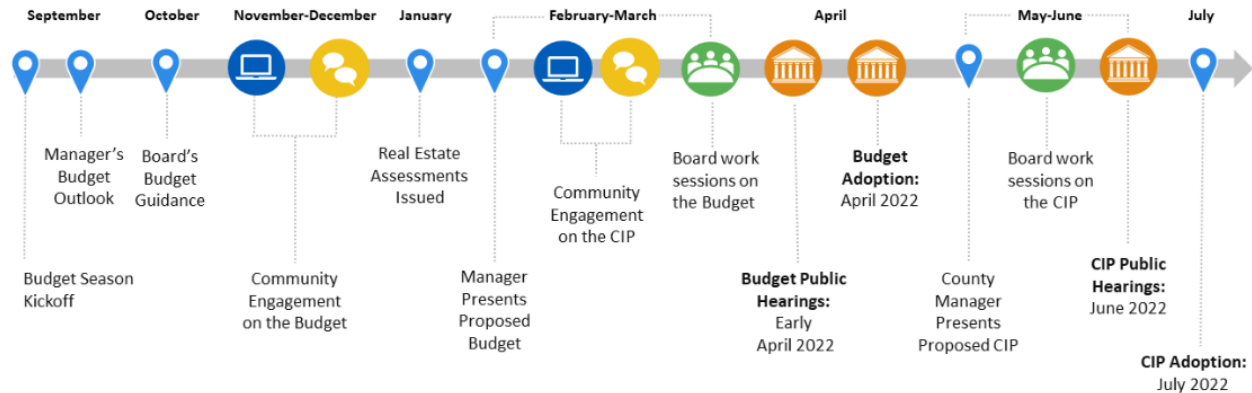 September
October
November-December
January
February-March
April
May-June
July
Manager's
Budget
Outlook
Board's
Budget
Guidance
Real Estate
Assessments
Issued
Community
Engagement
on the CIP
Board work
sessions on
the Budget
Budget
Adoption:
April 2022
Board work
sessions on
the CIP
Budget Season
Kickoff
Community
Engagement
on the Budget
Manager
Presents
Proposed
Budget
Budget Public
Hearings:
Early
April 2022
County
Manager
Presents
Proposed CIP
CIP Public
Hearings:
June 2022
CIP Adoption:
July 2022